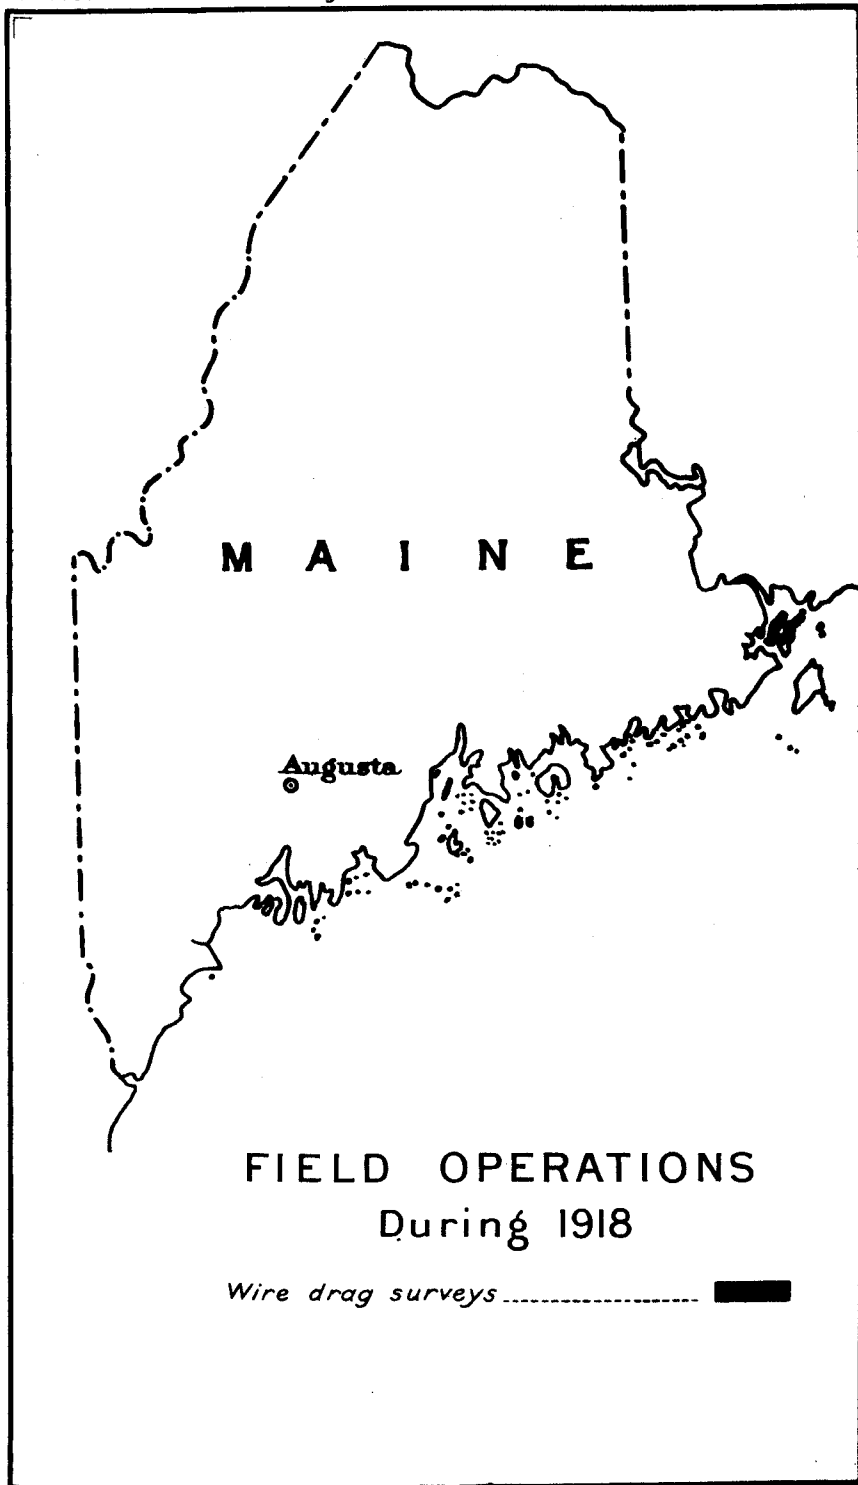 MAINE
Augusta
FIELD OPERATIONS
During 1918
Wire drag surveys